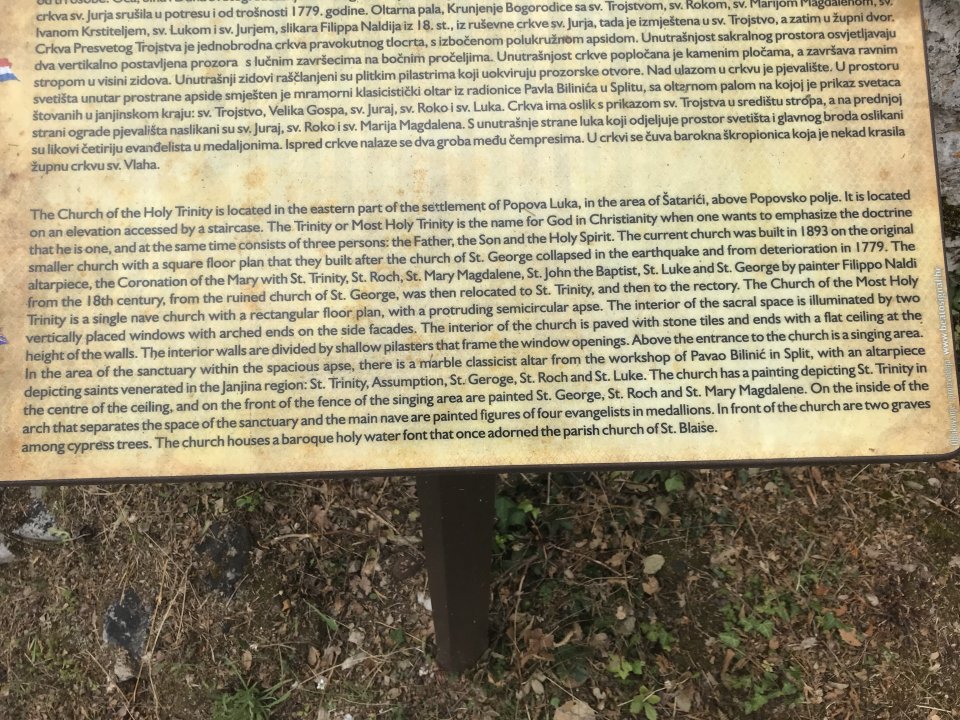 crkva sv. Jurja srušila u potresu i od trošnosti 1779. godine. Oltarna pala, Krunjenje Bogorodice sa sv. Trojstvom, sv. Rokom, sv. Marijom Magdalenom, sv.
Ivanom Krstiteljem, sv. Lukom i sv. Jurjem, slikara Filippa Naldija iz 18. st., iz ruševne crkve sv. Jurja, tada je izmještena u sv. Trojstvo, a zatim u župni dvor.
Crkva Presvetog Trojstva je jednobrodna crkva pravokutnog tlocrta, s izbočenom polukružnom apsidom. Unutrašnjost sakralnog prostora osvjetljavaju
dva vertikalno postavljena prozora s lučnim završecima na bočnim pročeljima. Unutrašnjost crkve popločana je kamenim pločama, a završava ravnim
stropom u visini zidova. Unutrašnji zidovi raščlanjeni su plitkim pilastrima koji uokviruju prozorske otvore. Nad ulazom u crkvu je pjevalište. U prostoru
svetišta unutar prostrane apside smješten je mramorni klasicistički oltar iz radionice Pavla Bilinića u Splitu, sa oltarnom palom na kojoj je prikaz svetaca
štovanih u janjinskom kraju: sv. Trojstvo, Velika Gospa, sv. Juraj, sv. Roko i sv. Luka. Crkva ima oslik s prikazom sv. Trojstva u središtu stropa, a na prednjoj
strani ograde pjevališta naslikani su sv. Juraj, sv. Roko i sv. Marija Magdalena. S unutrašnje strane luka koji odjeljuje prostor svetišta i glavnog broda oslikani
su likovi četiriju evanđelista u medaljonima. Ispred crkve nalaze se dva groba među čempresima. U crkvi se čuva barokna škropionica koja je nekad krasila
župnu crkvu sv. Vlaha.
The Church of the Holy Trinity is located in the eastern part of the settlement of Popova Luka, in the area of Šatarići, above Popovsko polje. It is located
on an elevation accessed by a staircase. The Trinity or Most Holy Trinity is the name for God in Christianity when one wants to emphasize the doctrine
that he is one, and at the same time consists of three persons: the Father, the Son and the Holy Spirit. The current church was built in 1893 on the original
smaller church with a square floor plan that they built after the church of St. George collapsed in the earthquake and from deterioration in 1779. The
altarpiece, the Coronation of the Mary with St. Trinity, St. Roch, St. Mary Magdalene, St. John the Baptist, St. Luke and St. George by painter Filippo Naldi
from the 18th century, from the ruined church of St. George, was then relocated to St. Trinity, and then to the rectory. The Church of the Most Holy
Trinity is a single nave church with a rectangular floor plan, with a protruding semicircular apse. The interior of the sacral space is illuminated by two
vertically placed windows with arched ends on the side facades. The interior of the church is paved with stone tiles and ends with a flat ceiling at the
height of the walls. The interior walls are divided by shallow pilasters that frame the window openings. Above the entrance to the church is a singing area.
In the area of the sanctuary within the spacious apse, there is a marble classicist altar from the workshop of Pavao Bilinić in Split, with an altarpiece
depicting saints venerated in the Janjina region: St. Trinity, Assumption, St. Geroge, St. Roch and St. Luke. The church has a painting depicting St. Trinity in
the centre of the ceiling, and on the front of the fence of the singing area are painted St. George, St. Roch and St. Mary Magdalene. On the inside of the
arch that separates the space of the sanctuary and the main nave are painted figures of four evangelists in medallions. In front of the church are two graves
among cypress trees. The church houses a baroque holy water font that once adorned the parish church of St. Blaise.